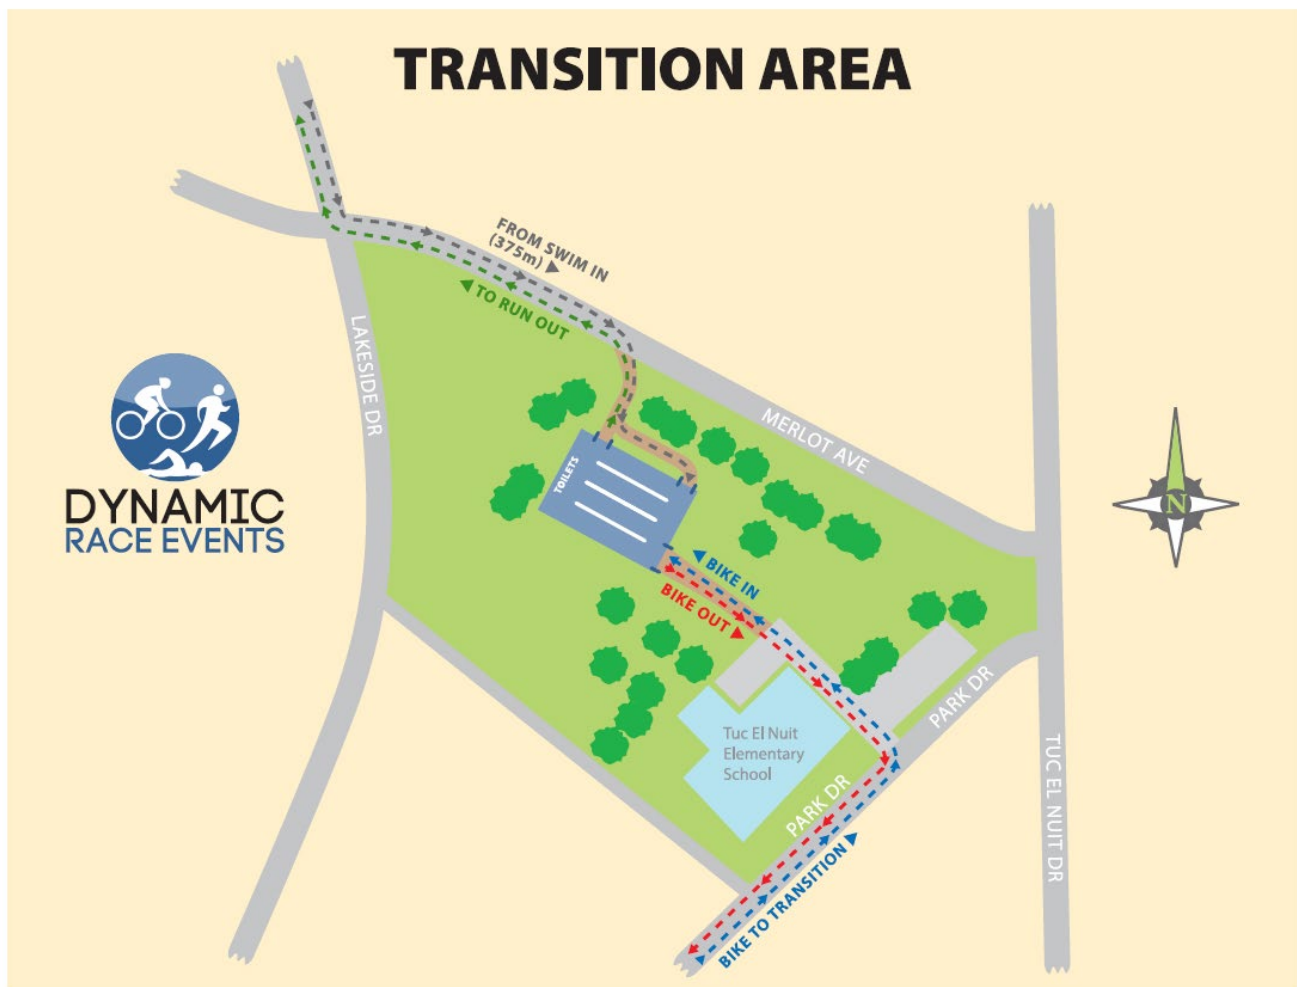 TRANSITION AREA
FROM SWIM IN
(375m)
TO RUN OUT
LAKESIDE DR
MERLOT AVE
DYNAMIC
RACE EVENTS
TOILETS
N
BIKE IN
BIKE OUT
PARK DR
Tuc El Nuit
Elementary
School
PARK DR
TUC EL NUIT DR
BIKE TO TRANSITION